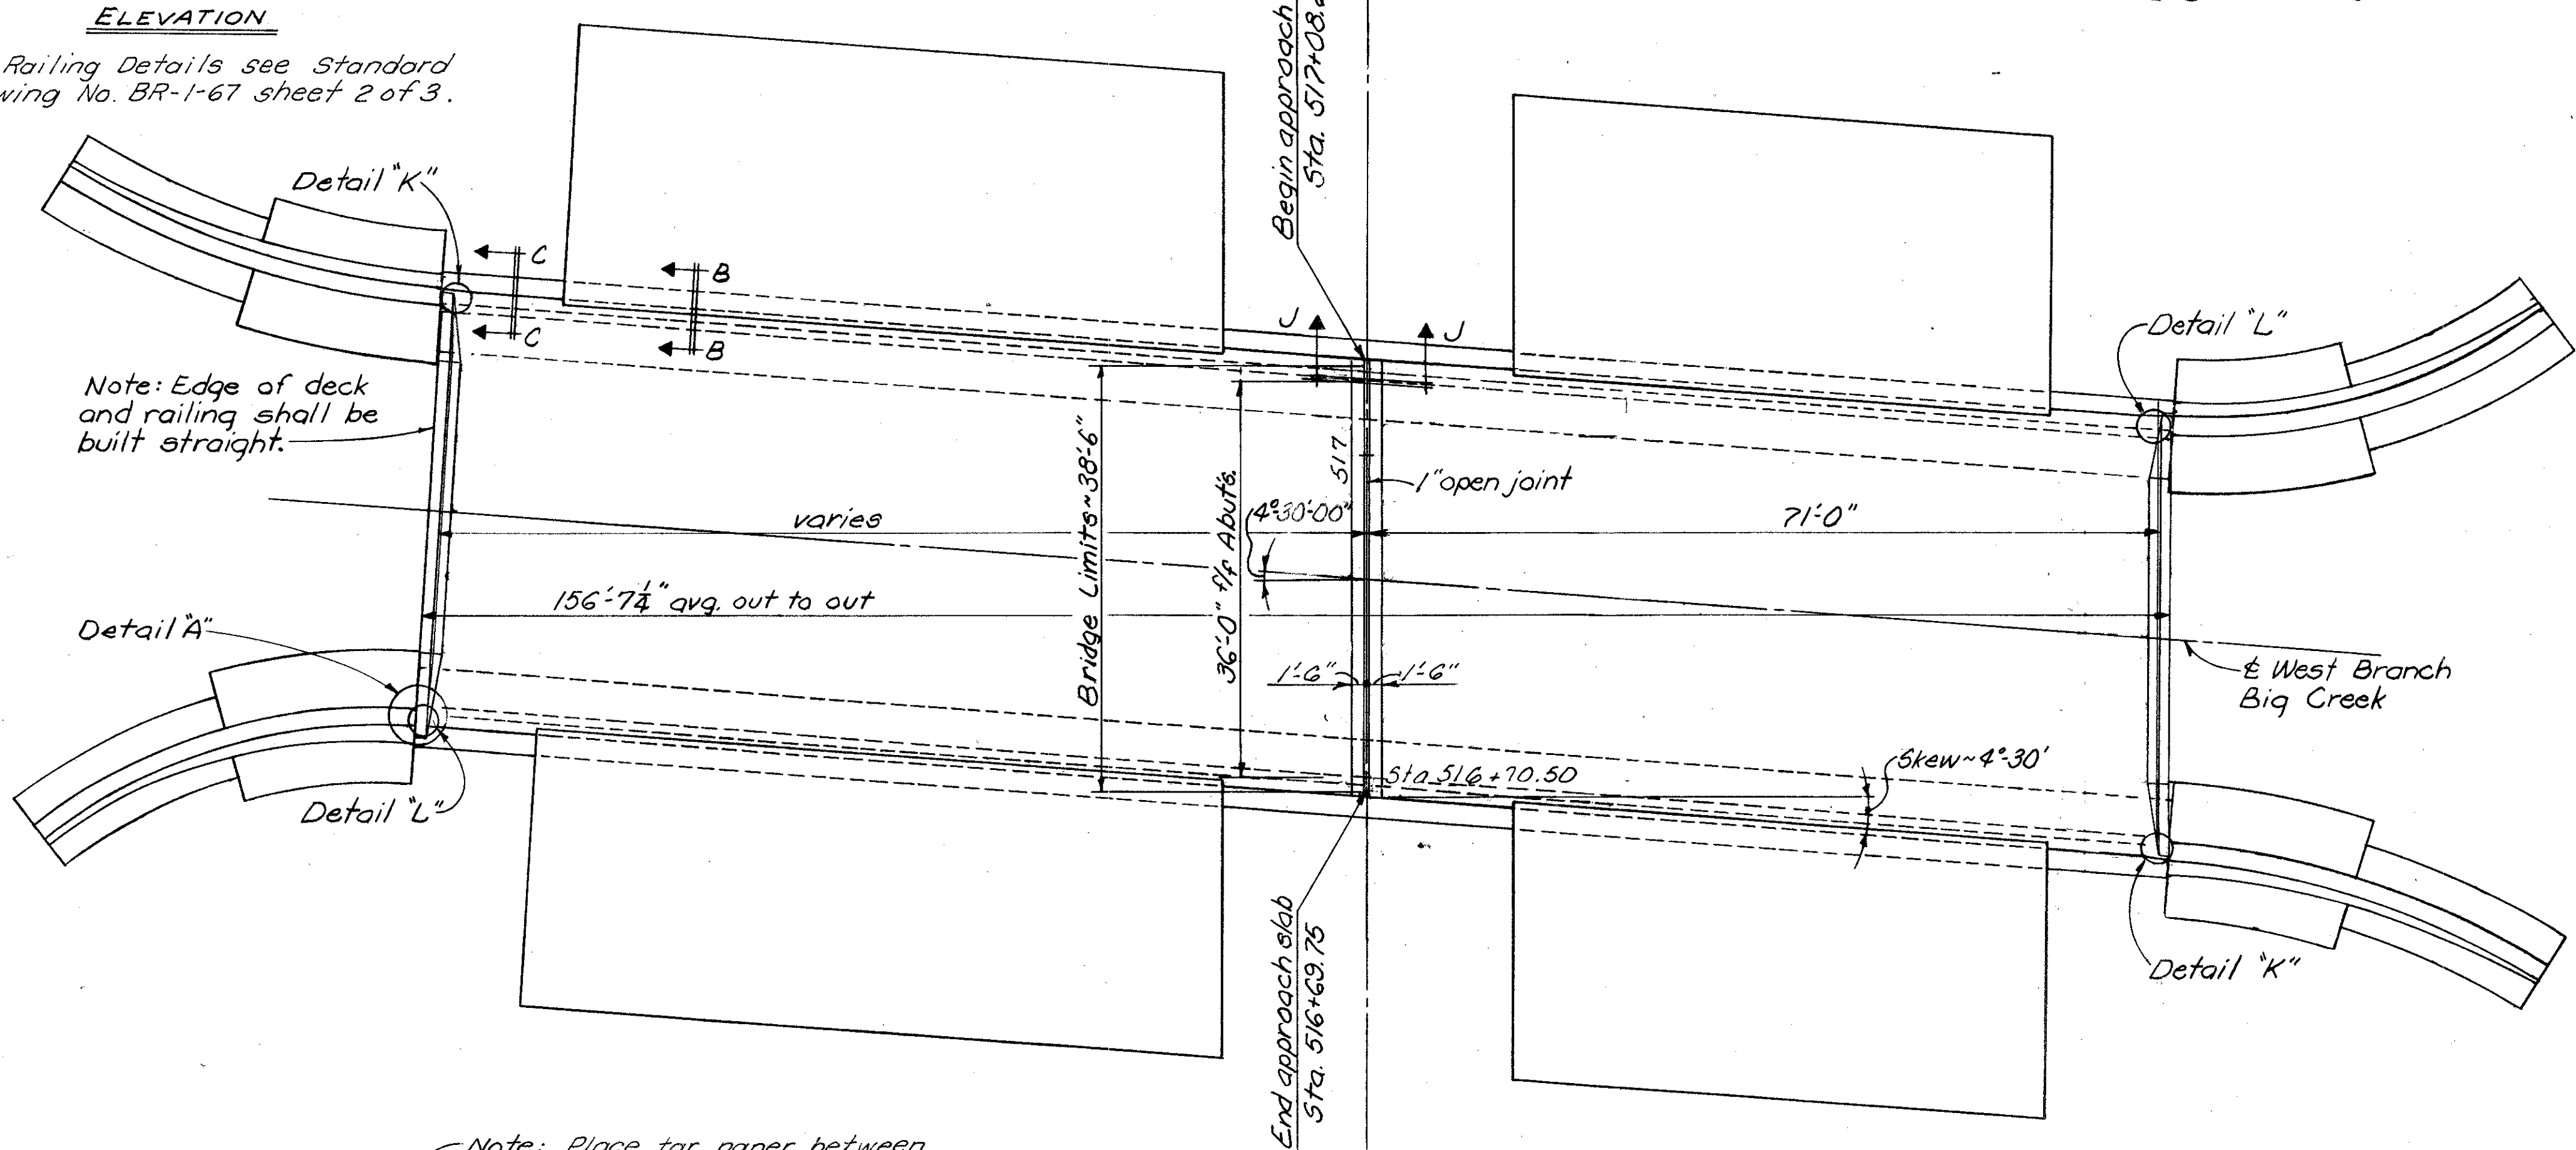 ELEVATION
Railing Details see Standard
wing No. BR-1-67 sheet 2 of 3.
Begin approach
Sta. 517+08.
Detail "K"
C
B
C
B
J
J
Detail "L"
Note: Edge of deck
and railing shall be
built straight.
Bridge Limits~38'-6"
36'-0" f/f Abut's.
517
1" open joint
4°-30'-00"
varies
71'-0"
156'-7¼" avg. out to out
Detail "A"
1'-6"
1'-6"
℄ West Branch
Big Creek
Sta 516+70.50
Skew~4°-30'
Detail "L"
End approach slab
Sta. 516+69.75
Detail "K"
Note: Place tar paper between